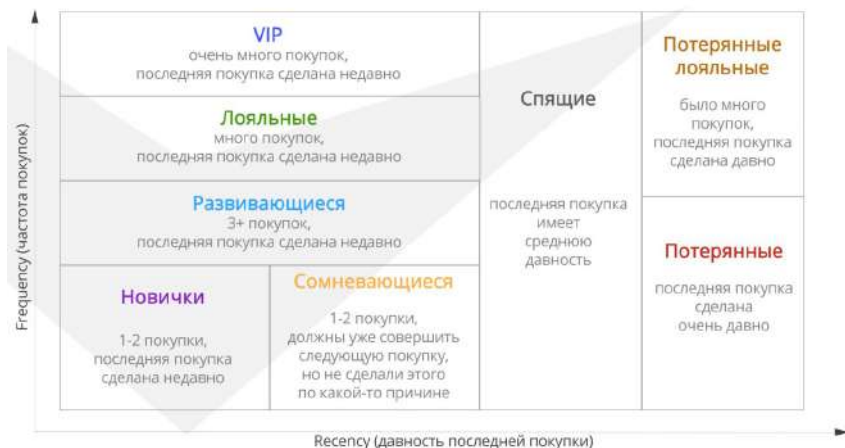 Frequency (частота покупок)
VIP
очень много покупок,
последняя покупка сделана недавно
Лояльные
много покупок,
последняя покупка сделана недавно
Развивающиеся
3+ покупок,
последняя покупка сделана недавно
Новички
1-2 покупки,
последняя покупка
сделана недавно
Сомневающиеся
1-2 покупки,
должны уже совершить
следующую покупку,
но не сделали этого
по какой-то причине
Спящие
последняя покупка
имеет
среднюю
давность
Потерянные
лояльные
было много
покупок,
последняя покупка
сделана давно
Потерянные
последняя покупка
сделана
очень давно
Recency (давность последней покупки)